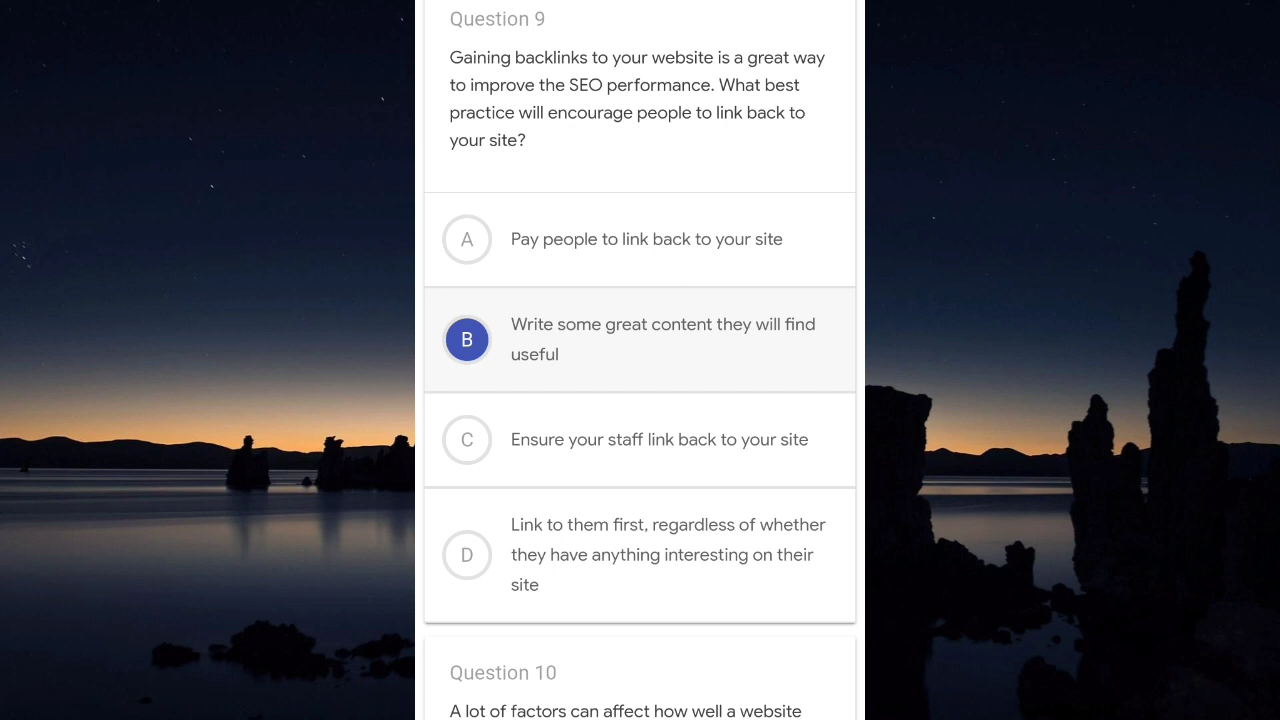 Question 9
Gaining backlinks to your website is a great way
to improve the SEO performance. What best
practice will encourage people to link back to
your site?
A
Pay people to link back to your site
B
Write some great content they will find
useful
C
Ensure your staff link back to your site
D
Link to them first, regardless of whether
they have anything interesting on their
site
Question 10
A lot of factors can affect how well a website